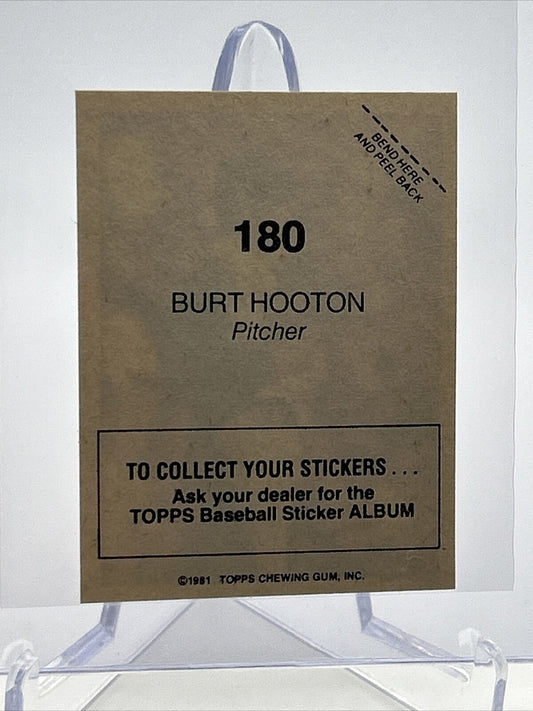 BEND HERE
AND PEEL BACK
180
BURT HOOTON
Pitcher
TO COLLECT YOUR STICKERS . . .
Ask your dealer for the
TOPPS Baseball Sticker ALBUM
©1981 TOPPS CHEWING GUM, INC.